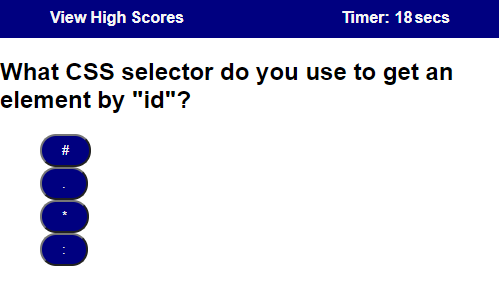 View High Scores Timer: 18 secs
What CSS selector do you use to get an
element by "id"?
#
.
*
: